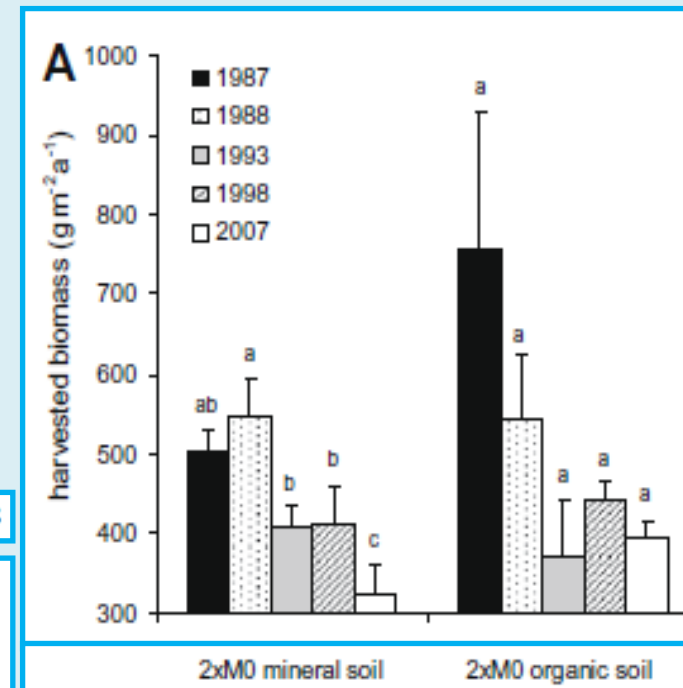 A
harvested biomass (gm⁻²a⁻¹)
1000
900
800
700
600
500
400
300
1987
1988
1993
1998
2007
ab
a
b
b
c
a
a
a
a
a
2xM0 mineral soil
2xM0 organic soil